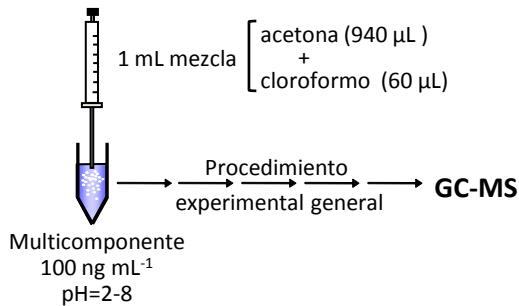 1 mL mezcla
acetona (940 µL )
+
cloroformo (60 µL)
Procedimiento
experimental general
GC-MS
Multicomponente
100 ng mL⁻¹
pH=2-8